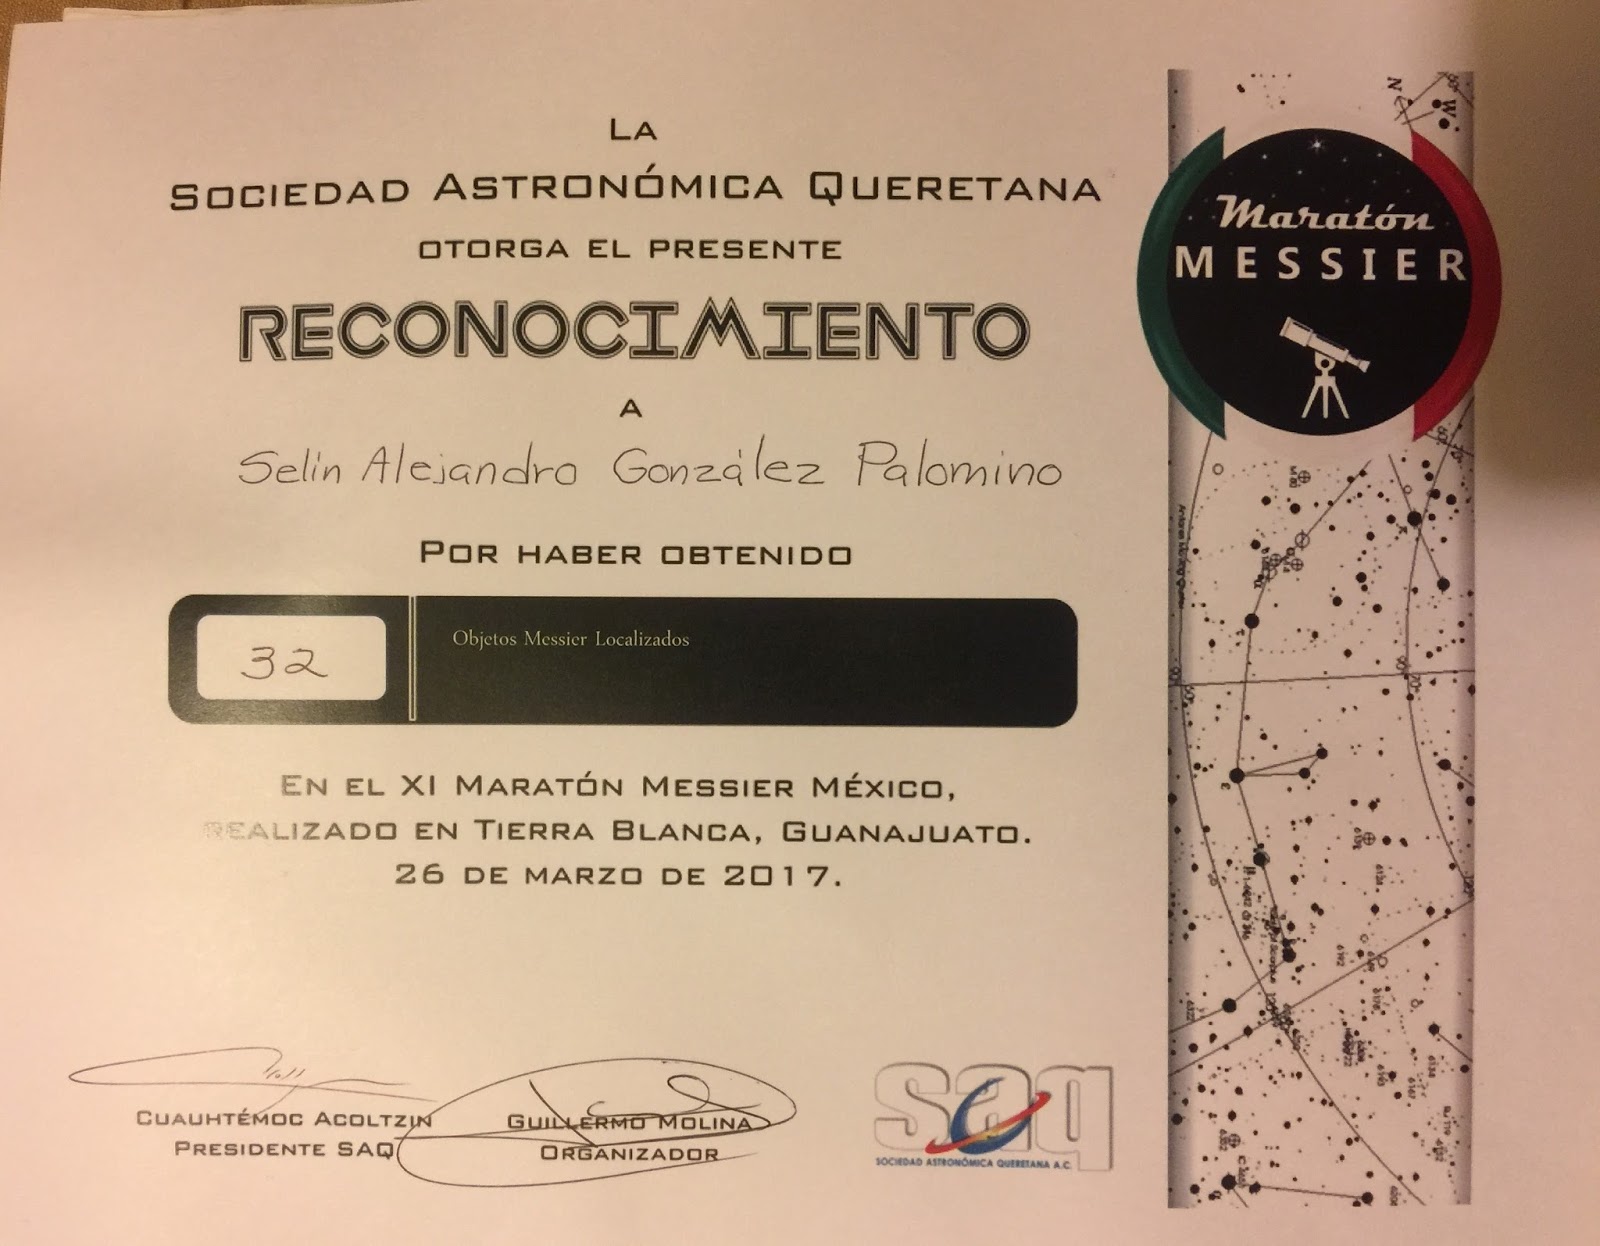 La
Sociedad Astronómica Queretana
otorga el presente
RECONOCIMIENTO
a
Selín Alejandro González Palomino
Por haber obtenido
32
Objetos Messier Localizados
En el XI Maratón Messier México,
realizado en Tierra Blanca, Guanajuato.
26 de marzo de 2017.
Cuauhtémoc Acoltzin
Presidente SAQ
Guillermo Molina
Organizador
saq
SOCIEDAD ASTRONÓMICA QUERETANA A.C.
Maratón
MESSIER
N
W